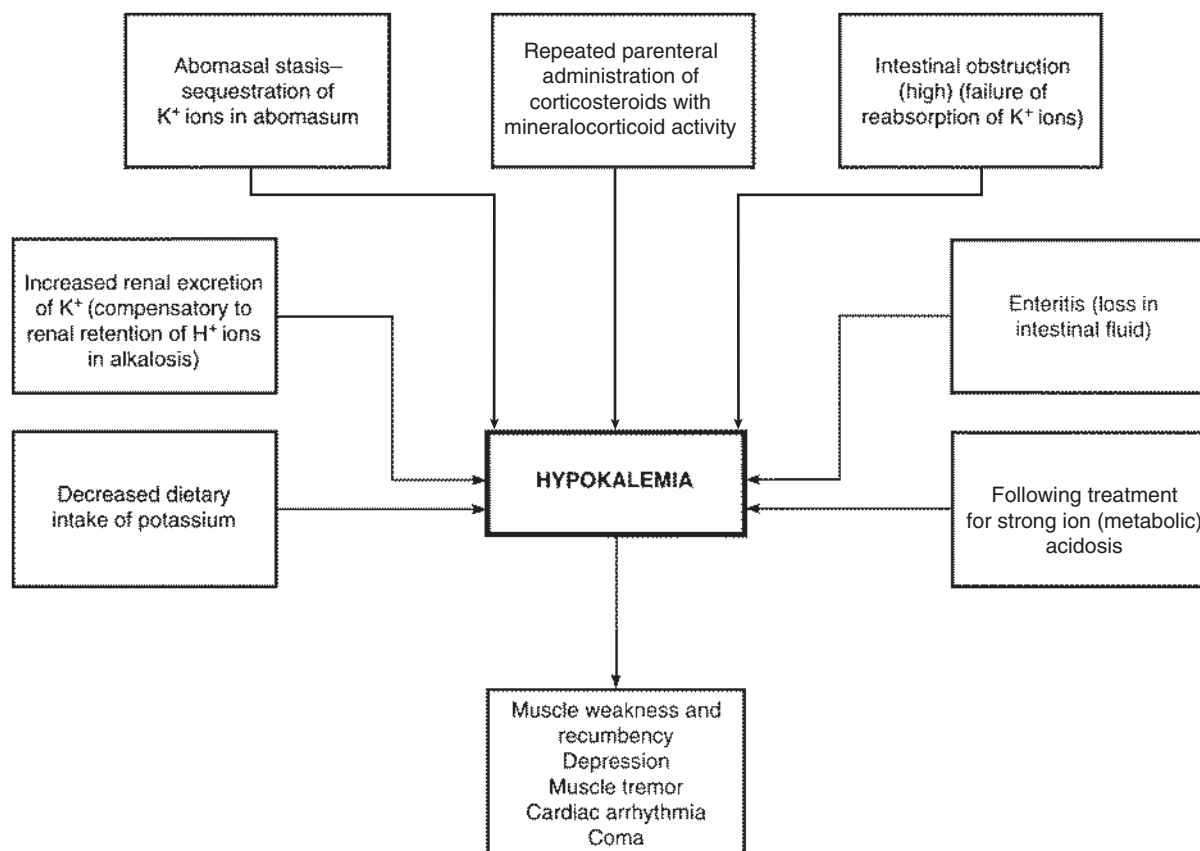 Abomasal stasis–
sequestration of
K⁺ ions in abomasum
Repeated parenteral
administration of
corticosteroids with
mineralocorticoid activity
Intestinal obstruction
(high) (failure of
reabsorption of K⁺ ions)
Increased renal excretion
of K⁺ (compensatory to
renal retention of H⁺ ions
in alkalosis)
Enteritis (loss in
intestinal fluid)
Decreased dietary
intake of potassium
HYPOKALEMIA
Following treatment
for strong ion (metabolic)
acidosis
Muscle weakness and
recumbency
Depression
Muscle tremor
Cardiac arrhythmia
Coma